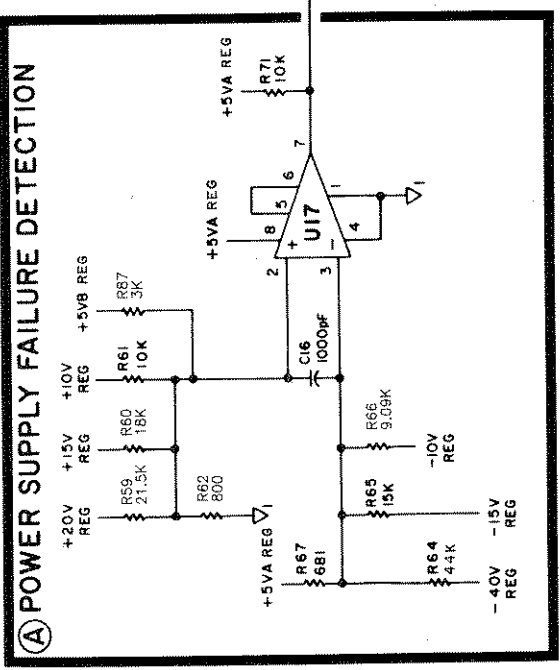 A POWER SUPPLY FAILURE DETECTION
+20V
REG
+15V
REG
+10V
REG
+5VB REG
R59
21.5K
R60
18K
R61
10K
R87
3K
R62
800
1
+5VA REG
+5VA REG
R71
10K
2
8
5
6
+
U17
7
-
3
4
1
1
C16
1000pF
+5VA REG
R67
681
R66
9.09K
R65
15K
R64
44K
-10V
REG
-15V
REG
-40V
REG